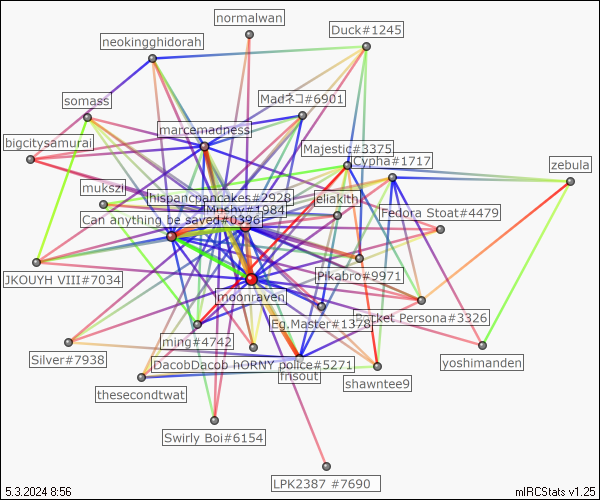 normalwan
Duck#1245
neokingghidorah
somass
Madネコ#6901
marcemadness
bigcitysamurai
Majestic#3375
Cypha#1717
zebula
mukszi
hispancpancakes#2928
jeliakith
Mushy#1984
Fedora Stoat#4479
Can anything be saved#0396
JKOUYH VIII#7034
Pikabro#9971
moonraven
Pocket Persona#3326
Eg.Master#1378
ming#4742
Silver#7938
DacobDacob hORNY police#5271
yoshimanden
frisout
shawntee9
thesecondtwat
Swirly Boi#6154
LPK2387 #7690
5.3.2024 8:56
mIRCStats v1.25